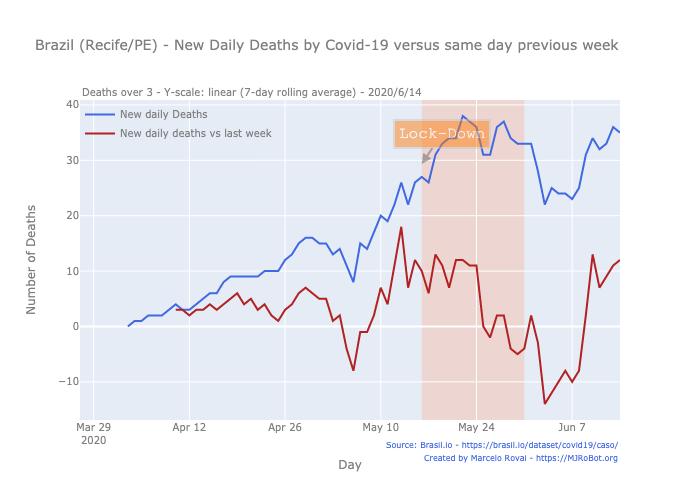 Brazil (Recife/PE) - New Daily Deaths by Covid-19 versus same day previous week
Deaths over 3 - Y-scale: linear (7-day rolling average) - 2020/6/14
New daily Deaths
New daily deaths vs last week
Lock-Down
Number of Deaths
40
30
20
10
0
−10
Mar 29
2020
Apr 12
Apr 26
May 10
May 24
Jun 7
Day
Source: Brasil.io - https://brasil.io/dataset/covid19/caso/
Created by Marcelo Rovai - https://MJRoBot.org